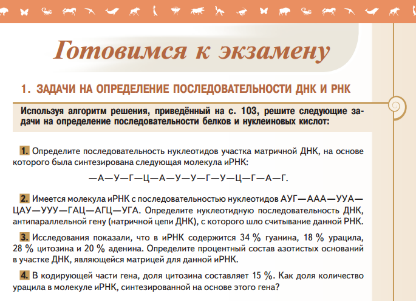 Готовимся к экзамену
1. ЗАДАЧИ НА ОПРЕДЕЛЕНИЕ ПОСЛЕДОВАТЕЛЬНОСТИ ДНК И РНК
Используя алгоритм решения, приведённый на с. 103, решите следующие за-
дачи на определение последовательности белков и нуклеиновых кислот:
1. Определите последовательность нуклеотидов участка матричной ДНК, на основе
которого была синтезирована следующая молекула иРНК:
—А—У—Г—Ц—А—У—У—Г—У—Ц—Г—А—Г.
2. Имеется молекула иРНК с последовательностью нуклеотидов АУГ—ААА—УУА—
ЦАУ—УУУ—ГАЦ—АГЦ—УГА. Определите нуклеотидную последовательность ДНК,
антипараллельной гену (матричной цепи ДНК), с которого шло считывание данной РНК.
3. Исследования показали, что в иРНК содержится 34 % гуанина, 18 % урацила,
28 % цитозина и 20 % аденина. Определите процентный состав азотистых оснований
в участке ДНК, являющейся матрицей для данной иРНК.
4. В кодирующей части гена, доля цитозина составляет 15 %. Как доля количество
урацила в молекуле иРНК, синтезированной на основе этого гена?